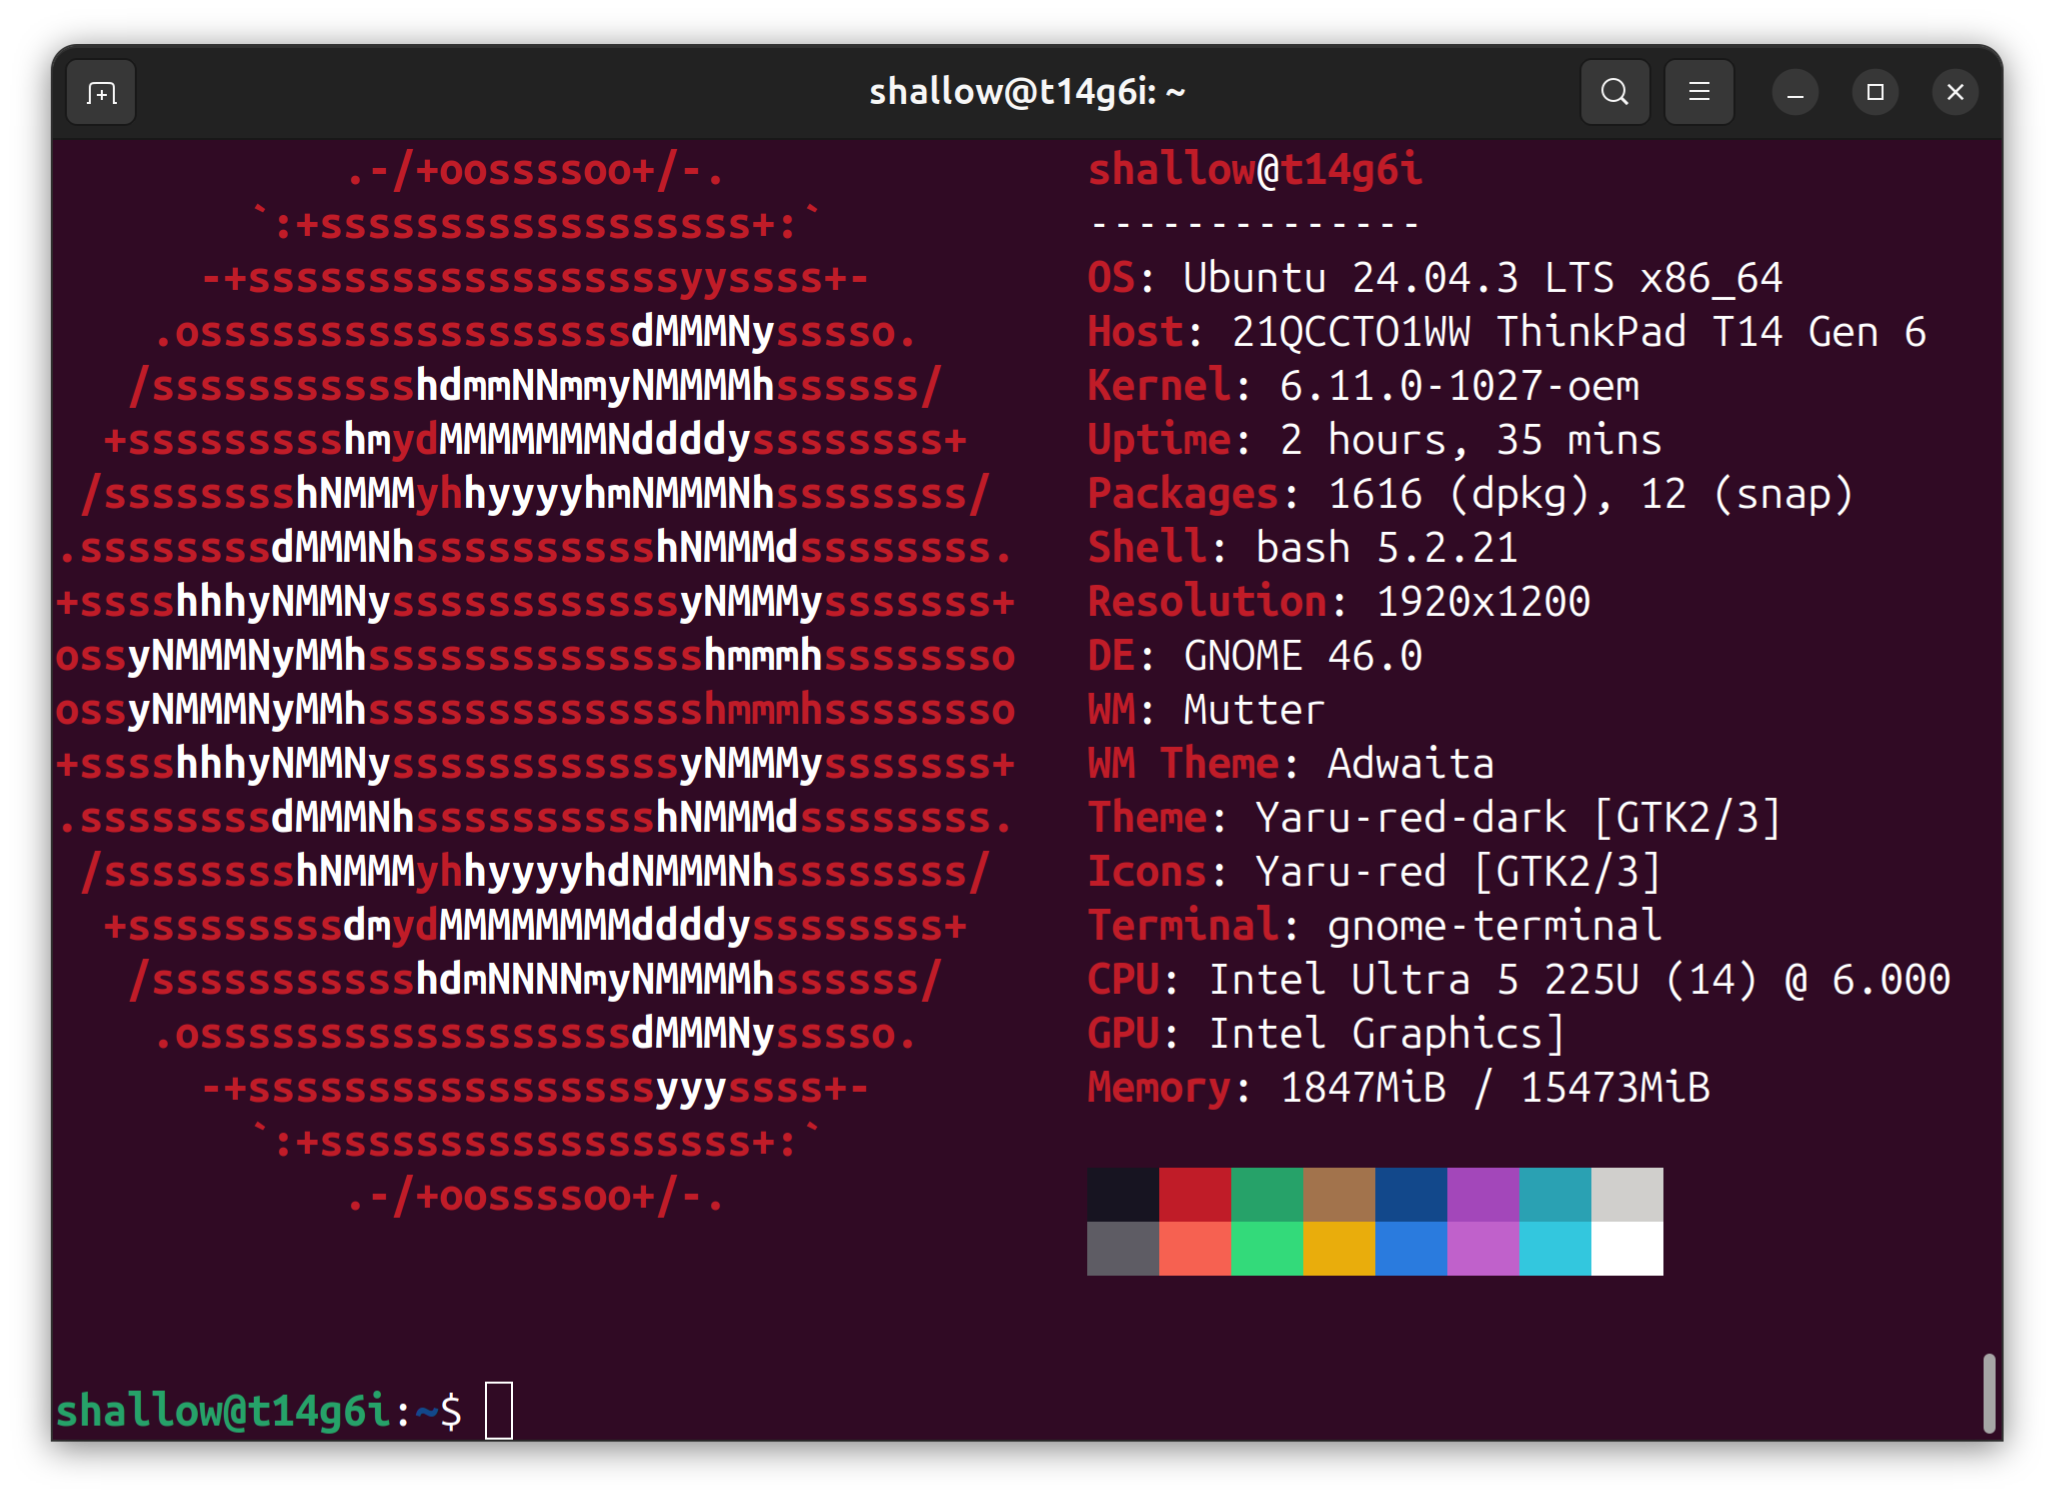 shallow@t14g6i: ~
            .-/+oossssoo+/-.               shallow@t14g6i
        `:+ssssssssssssssssss+:`           --------------
      -+ssssssssssssssssssyyssss+-         OS: Ubuntu 24.04.3 LTS x86_64
    .ossssssssssssssssssdMMMNysssso.       Host: 21QCCTO1WW ThinkPad T14 Gen 6
   /ssssssssssshdmmNNmmyNMMMMhssssss/      Kernel: 6.11.0-1027-oem
  +ssssssssshmydMMMMMMMNddddyssssssss+     Uptime: 2 hours, 35 mins
 /sssssssshNMMMyhhyyyyhmNMMMNhssssssss/    Packages: 1616 (dpkg), 12 (snap)
.ssssssssdMMMNhsssssssssshNMMMdssssssss.   Shell: bash 5.2.21
+sssshhhyNMMNyssssssssssssyNMMMysssssss+   Resolution: 1920x1200
ossyNMMMNyMMhsssssssssssssshmmmhssssssso   DE: GNOME 46.0
ossyNMMMNyMMhsssssssssssssshmmmhssssssso   WM: Mutter
+sssshhhyNMMNyssssssssssssyNMMMysssssss+   WM Theme: Adwaita
.ssssssssdMMMNhsssssssssshNMMMdssssssss.   Theme: Yaru-red-dark [GTK2/3]
 /sssssssshNMMMyhhyyyyhdNMMMNhssssssss/    Icons: Yaru-red [GTK2/3]
  +sssssssssdmydMMMMMMMMddddyssssssss+     Terminal: gnome-terminal
   /ssssssssssshdmNNNNmyNMMMMhssssss/      CPU: Intel Ultra 5 225U (14) @ 6.000
    .ossssssssssssssssssdMMMNysssso.       GPU: Intel Graphics]
      -+sssssssssssssssssyyyssss+-         Memory: 1847MiB / 15473MiB
        `:+ssssssssssssssssss+:`
            .-/+oossssoo+/-.
shallow@t14g6i:~$